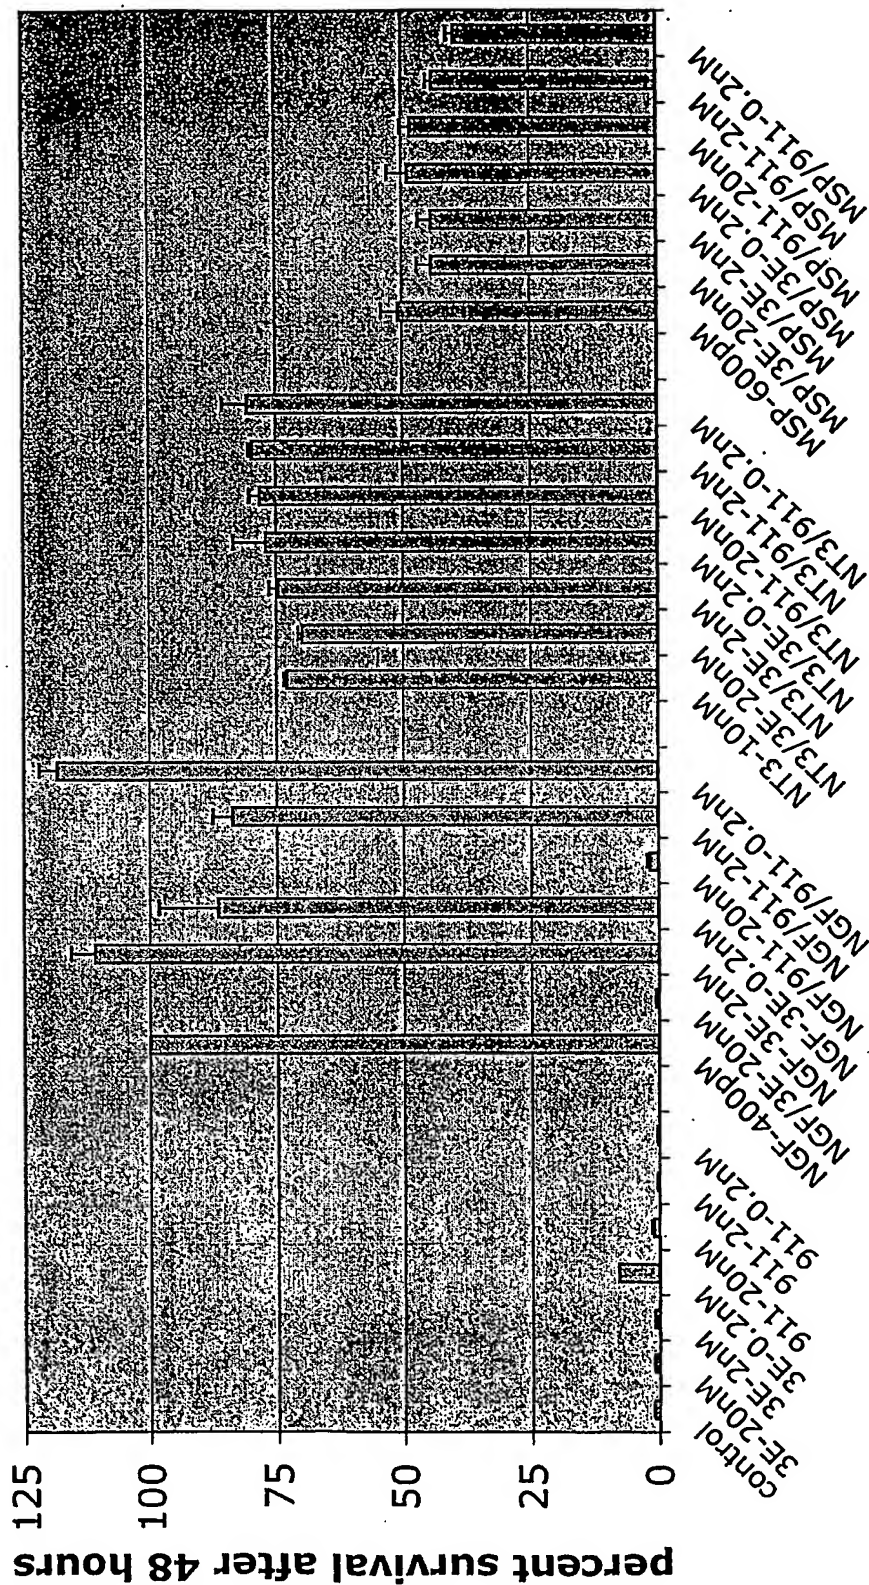 percent survival after 48 hours
125
100
75
50
25
0
control
3E-20nM
3E-2nM
3E-0.2nM
911-20nM
911-2nM
911-0.2nM
NGF-400pM
NGF/3E-20nM
NGF-3E-2nM
NGF-3E-0.2nM
NGF/911-20nM
NGF/911-2nM
NGF/911-0.2nM
NT3-10nM
NT3/3E-20nM
NT3/3E-2nM
NT3/3E-0.2nM
NT3/911-20nM
NT3/911-2nM
NT3/911-0.2nM
MSP-600pM
MSP/3E-20nM
MSP/3E-2nM
MSP/3E-0.2nM
MSP/911-20nM
MSP/911-2nM
MSP/911-0.2nM